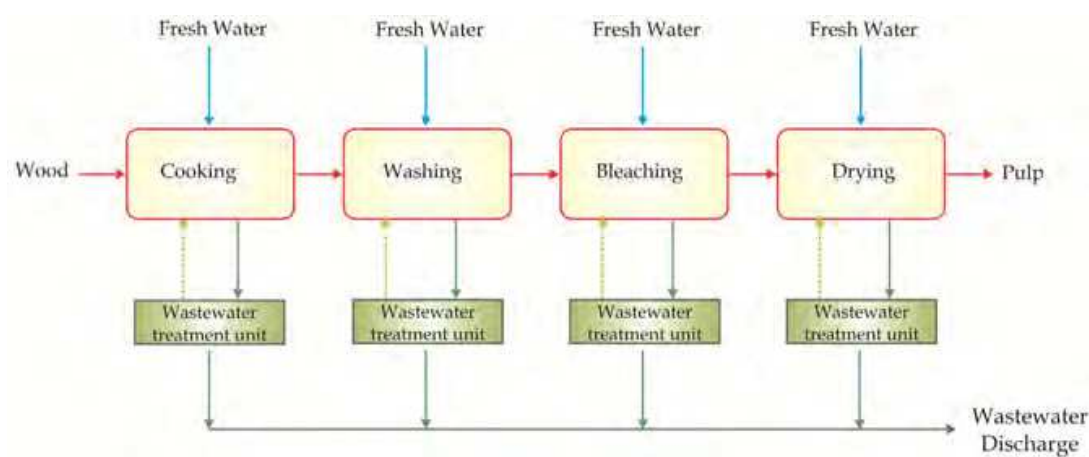 Fresh Water
Fresh Water
Fresh Water
Fresh Water
Wood
Cooking
Washing
Bleaching
Drying
Pulp
Wastewater
treatment unit
Wastewater
treatment unit
Wastewater
treatment unit
Wastewater
treatment unit
Wastewater
Discharge